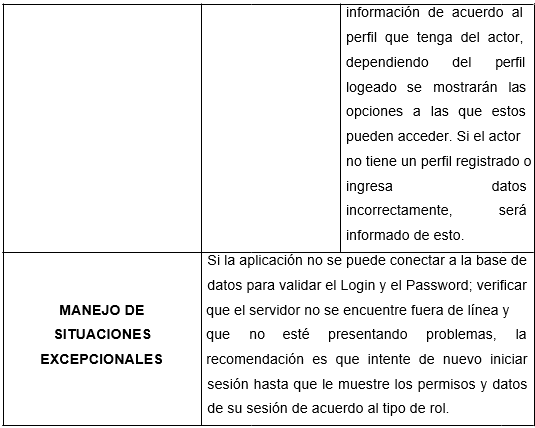 información de acuerdo al
perfil que tenga del actor,
dependiendo del perfil
logeado se mostrarán las
opciones a las que estos
pueden acceder. Si el actor
no tiene un perfil registrado o
ingresa datos
incorrectamente, será
informado de esto.
MANEJO DE
SITUACIONES
EXCEPCIONALES
Si la aplicación no se puede conectar a la base de
datos para validar el Login y el Password; verificar
que el servidor no se encuentre fuera de línea y
que no esté presentando problemas, la
recomendación es que intente de nuevo iniciar
sesión hasta que le muestre los permisos y datos
de su sesión de acuerdo al tipo de rol.